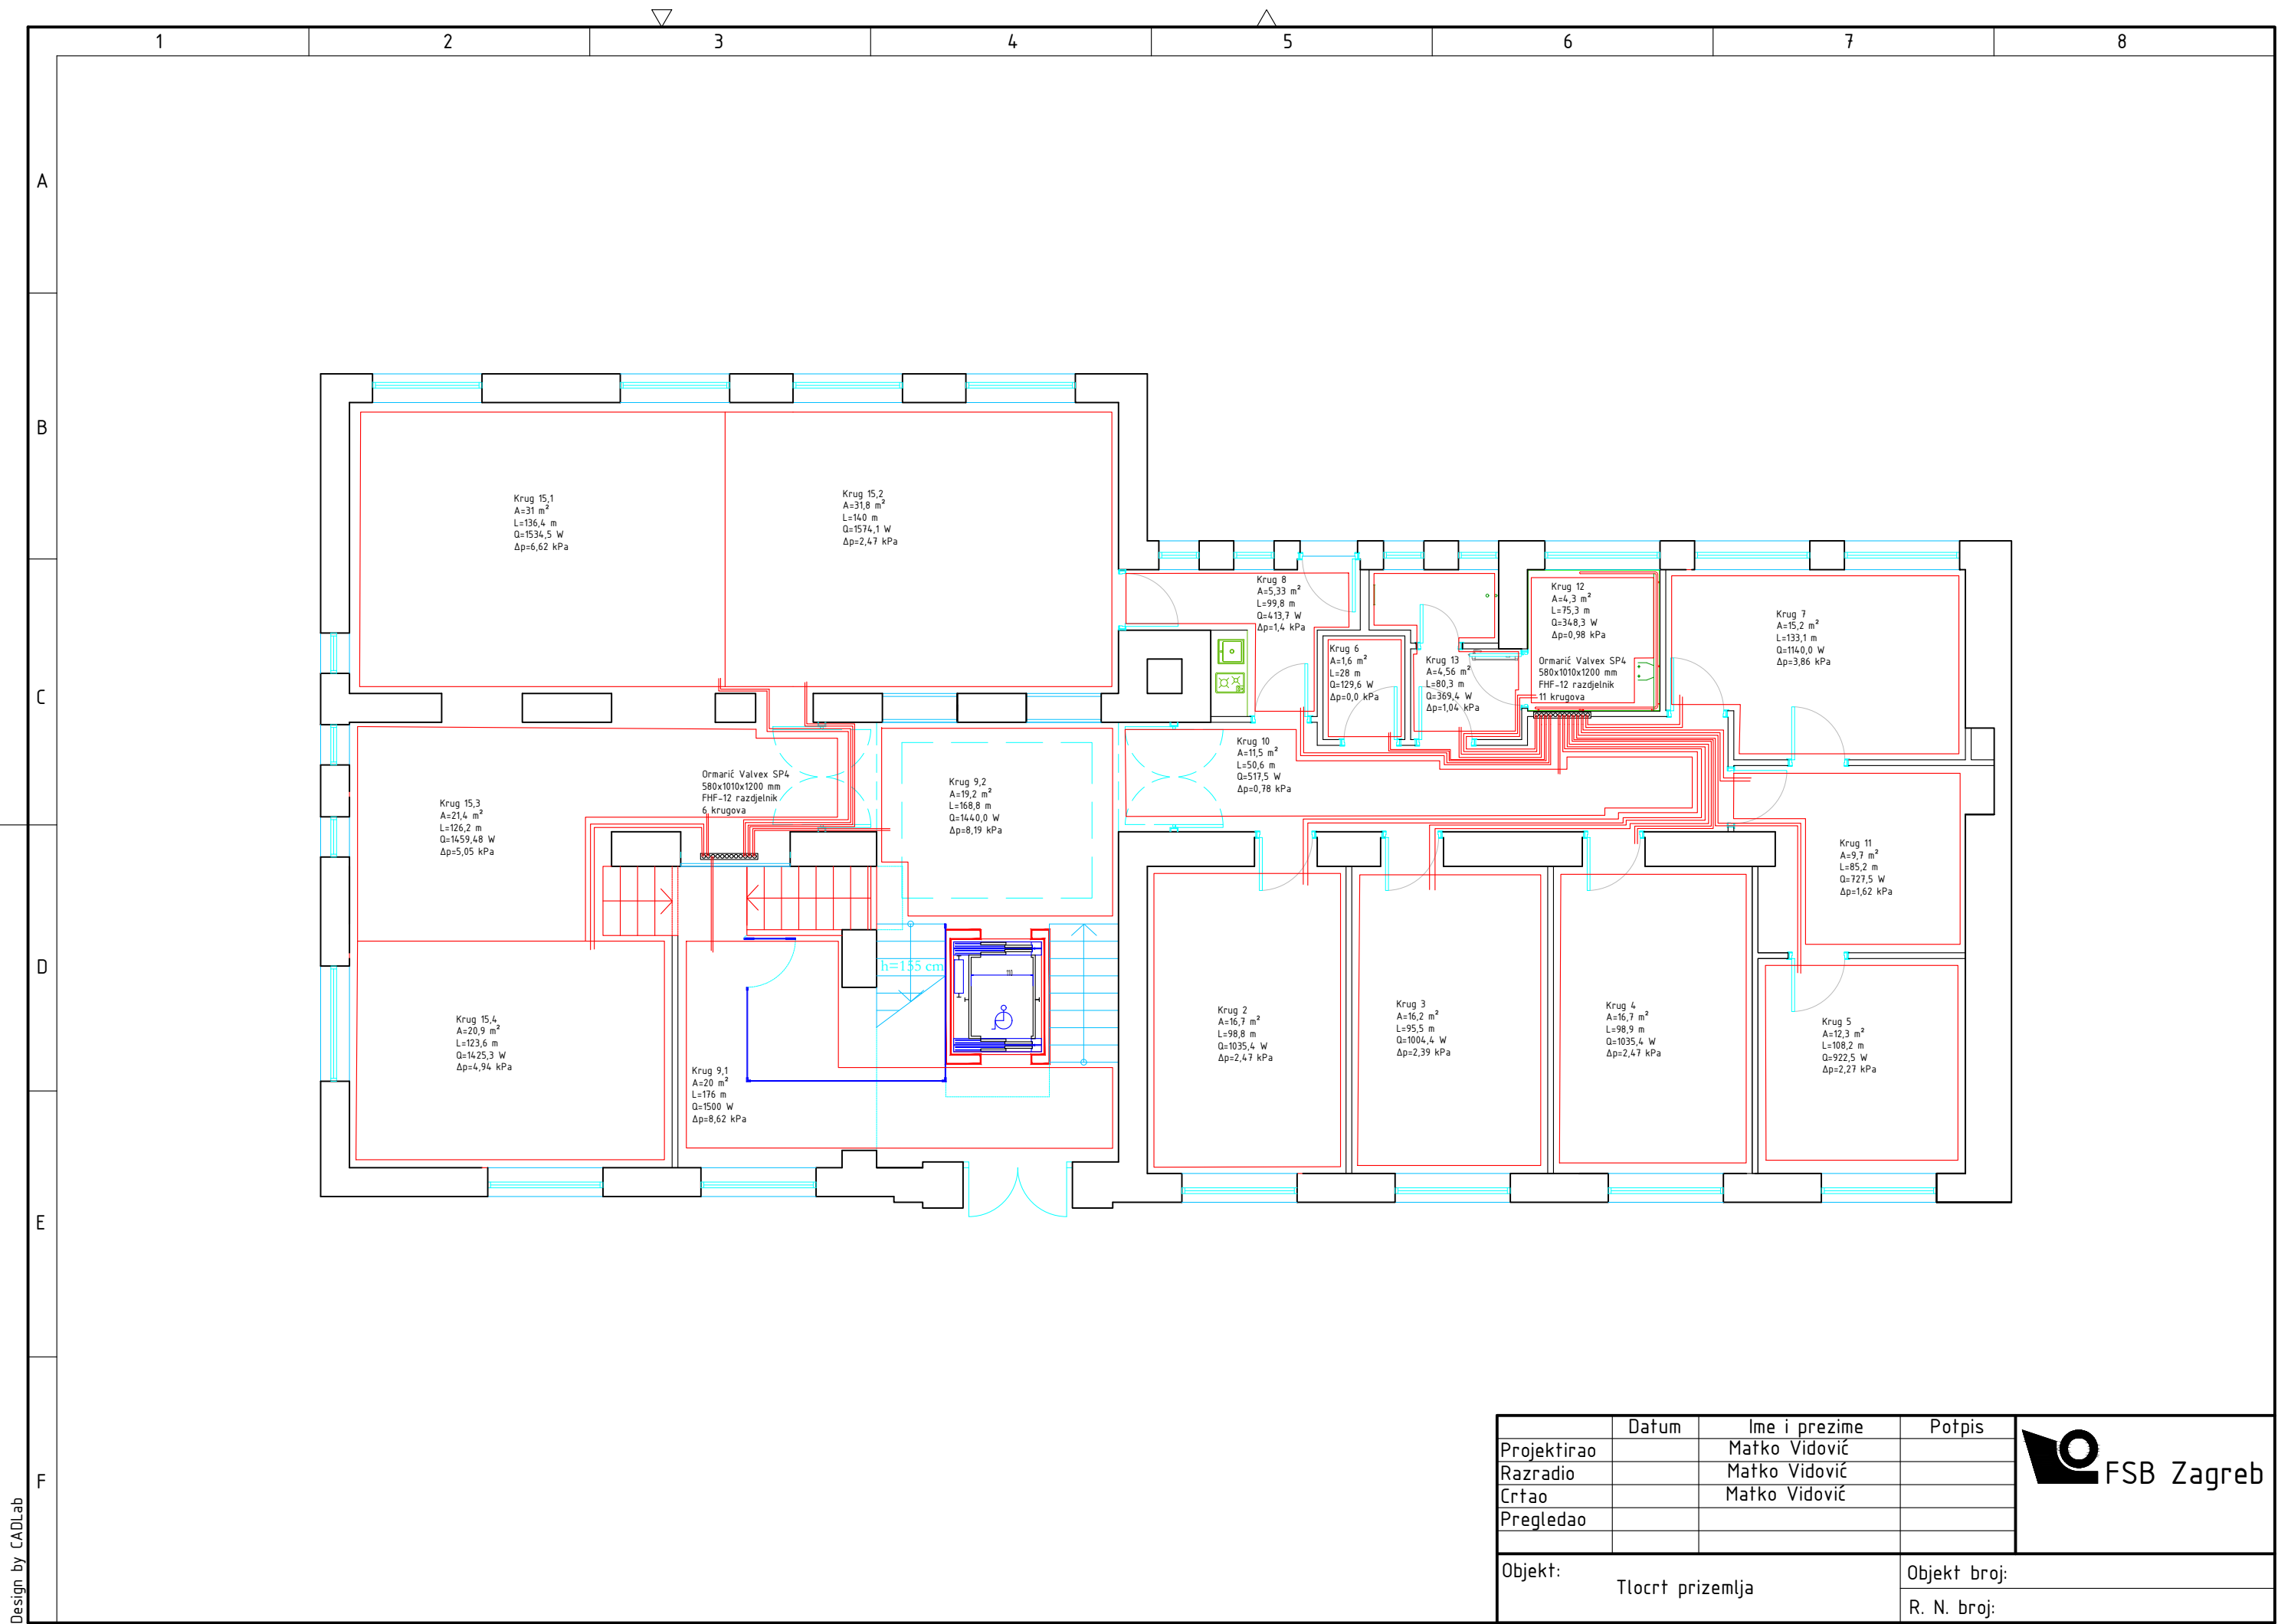 1 2 3 4 5 6 7 8
A
B
C
D
E
F
Krug 15,1
A=31 m²
L=136,4 m
Q=1534,5 W
Δp=6,62 kPa
Krug 15,2
A=31,8 m²
L=140 m
Q=1574,1 W
Δp=2,47 kPa
Krug 8
A=5,33 m²
L=99,8 m
Q=413,7 W
Δp=1,4 kPa
Krug 12
A=4,3 m²
L=75,3 m
Q=348,3 W
Δp=0,98 kPa
Krug 7
A=15,2 m²
L=133,1 m
Q=1140,0 W
Δp=3,86 kPa
Krug 6
A=1,6 m²
L=28 m
Q=129,6 W
Δp=0,0 kPa
Krug 13
A=4,56 m²
L=80,3 m
Q=369,4 W
Δp=1,04 kPa
Ormarić Valvex SP4
580x1010x1200 mm
FHF-12 razdjelnik
11 krugova
Krug 10
A=11,5 m²
L=50,6 m
Q=517,5 W
Δp=0,78 kPa
Ormarić Valvex SP4
580x1010x1200 mm
FHF-12 razdjelnik
6 krugova
Krug 9,2
A=19,2 m²
L=168,8 m
Q=1440,0 W
Δp=8,19 kPa
Krug 15,3
A=21,4 m²
L=126,2 m
Q=1459,48 W
Δp=5,05 kPa
Krug 11
A=9,7 m²
L=85,2 m
Q=727,5 W
Δp=1,62 kPa
h=155 cm
110
Krug 15,4
A=20,9 m²
L=123,6 m
Q=1425,3 W
Δp=4,94 kPa
Krug 9,1
A=20 m²
L=176 m
Q=1500 W
Δp=8,62 kPa
Krug 2
A=16,7 m²
L=98,8 m
Q=1035,4 W
Δp=2,47 kPa
Krug 3
A=16,2 m²
L=95,5 m
Q=1004,4 W
Δp=2,39 kPa
Krug 4
A=16,7 m²
L=98,9 m
Q=1035,4 W
Δp=2,47 kPa
Krug 5
A=12,3 m²
L=108,2 m
Q=922,5 W
Δp=2,27 kPa
Datum Ime i prezime Potpis
Projektirao Matko Vidović
Razradio Matko Vidović
Crtao Matko Vidović
Pregledao
FSB Zagreb
Objekt:
Tlocrt prizemlja
Objekt broj:
R. N. broj:
Design by CADLab